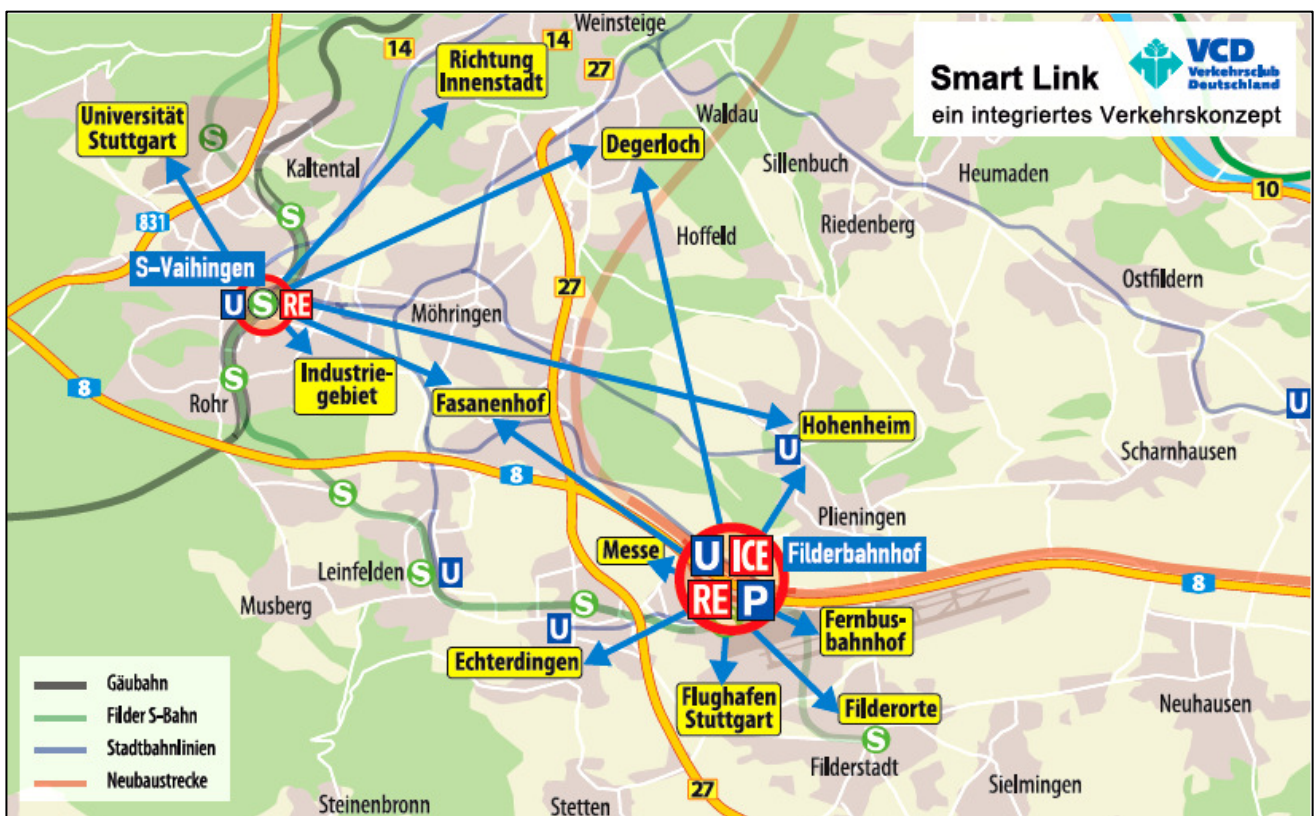 Weinsteige
14
14
27
Richtung
Innenstadt
Smart Link
ein integriertes Verkehrskonzept
VCD
Verkehrsclub
Deutschland
Universität
Stuttgart
S
Kaltental
Waldau
Degerloch
Sillenbuch
Heumaden
10
831
S
Riedenberg
Hoffeld
S-Vaihingen
U
S
RE
27
Ostfildern
Möhringen
8
S
Rohr
Industrie-
gebiet
Fasanenhof
Hohenheim
U
U
Scharnhausen
8
S
Plieningen
Messe
U
ICE
RE
P
Filderbahnhof
8
Leinfelden
S
U
Musberg
S
U
Echterdingen
Fernbus-
bahnhof
Flughafen
Stuttgart
Filderorte
S
Filderstadt
Neuhausen
Sielmingen
27
Steinenbronn
Stetten
Gäubahn
Filder S-Bahn
Stadtbahnlinien
Neubaustrecke